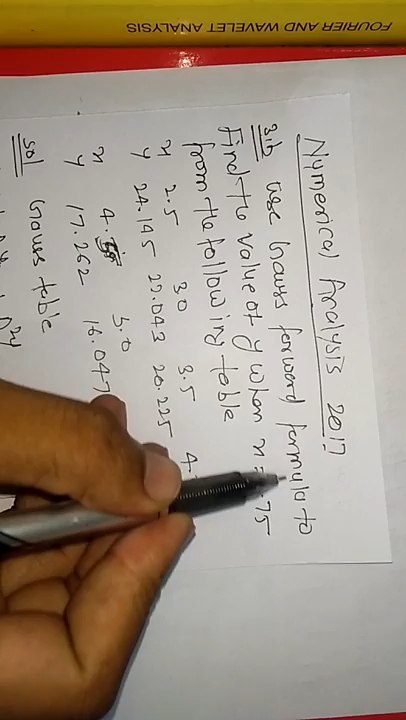 FOURIER AND WAVELET ANALYSIS
Numerical Analysis 2017
3.b use Gauss forward formula to
find the value of y when x = .75
from the following table
x 2.5 3.0 3.5 4.
y 24.145 22.043 20.225
x 4. 5.0
y 17.262 16.047
Sol Gauss table